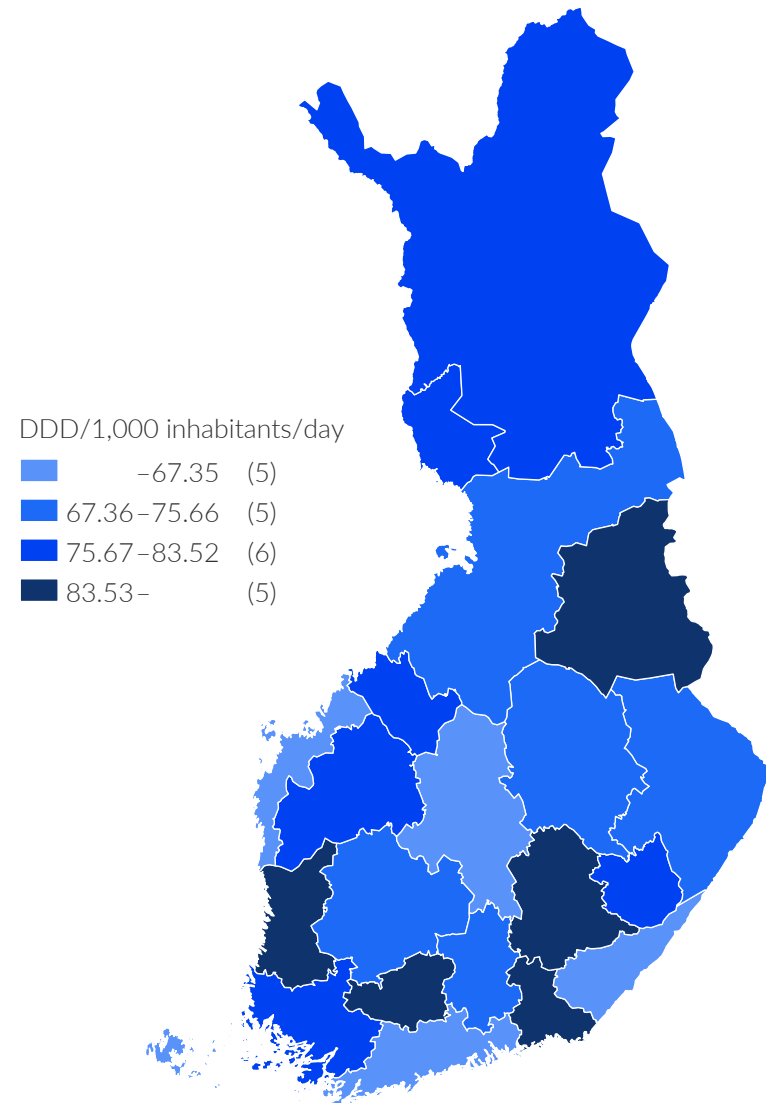 DDD/1,000 inhabitants/day
–67.35 (5)
67.36–75.66 (5)
75.67–83.52 (6)
83.53– (5)